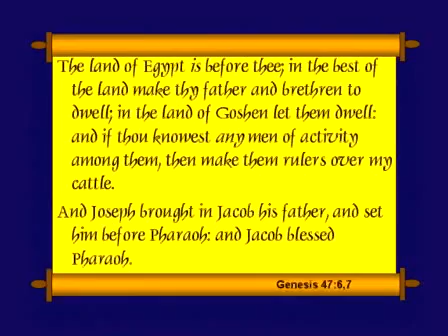 The land of Egypt is before thee; in the best of
the land make thy father and brethren to
dwell; in the land of Goshen let them dwell:
and if thou knowest any men of activity
among them, then make them rulers over my
cattle.
And Joseph brought in Jacob his father, and set
him before Pharaoh: and Jacob blessed
Pharaoh.
Genesis 47:6,7